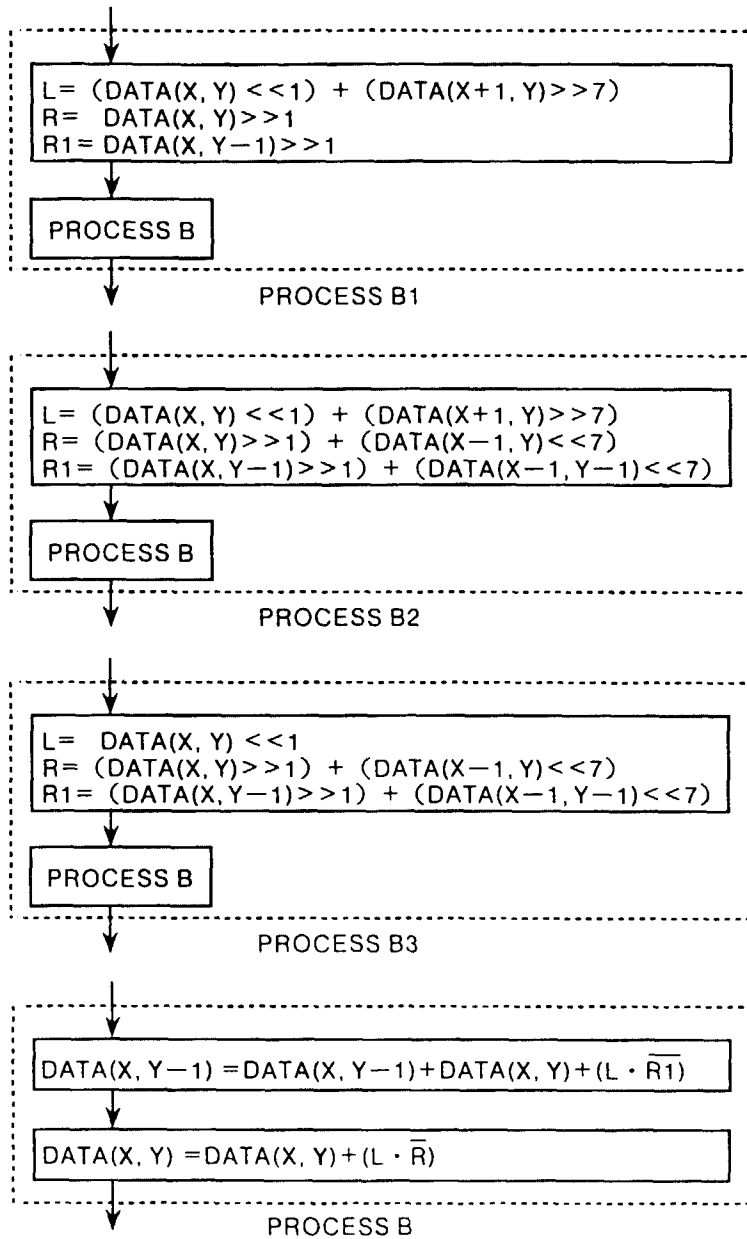 L= (DATA(X, Y) <<1) + (DATA(X+1, Y)>>7)
R= DATA(X, Y)>>1
R1= DATA(X, Y−1)>>1
PROCESS B
PROCESS B1
L= (DATA(X, Y) <<1) + (DATA(X+1, Y)>>7)
R= (DATA(X, Y)>>1) + (DATA(X−1, Y)<<7)
R1= (DATA(X, Y−1)>>1) + (DATA(X−1, Y−1)<<7)
PROCESS B
PROCESS B2
L= DATA(X, Y) <<1
R= (DATA(X, Y)>>1) + (DATA(X−1, Y)<<7)
R1= (DATA(X, Y−1)>>1) + (DATA(X−1, Y−1)<<7)
PROCESS B
PROCESS B3
DATA(X, Y−1) =DATA(X, Y−1)+DATA(X, Y)+(L · R̅1̅)
DATA(X, Y) =DATA(X, Y)+(L · R̅)
PROCESS B